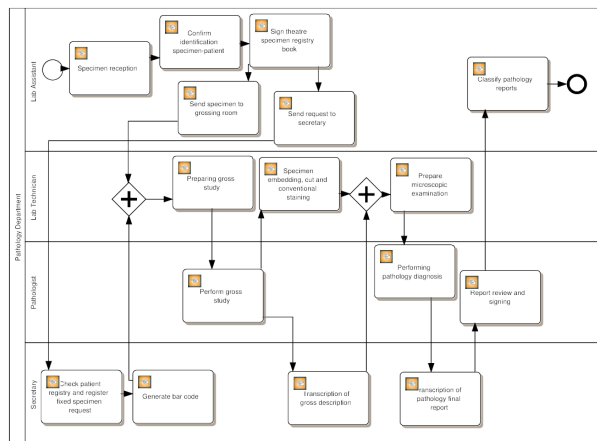 Pathology Department
Lab Assistant
Specimen reception
Confirm
identification
specimen-patient
Sign theatre
specimen registry
book
Send specimen to
grossing room
Send request to
secretary
Classify pathology
reports
Lab Technician
Preparing gross
study
Specimen
embedding, cut and
conventional
staining
Prepare
microscopic
examination
Pathologist
Perform gross
study
Performing
pathology diagnosis
Report review and
signing
Secretary
Check patient
registry and register
fixed specimen
request
Generate bar code
Transcription of
gross description
Transcription of
pathology final
report